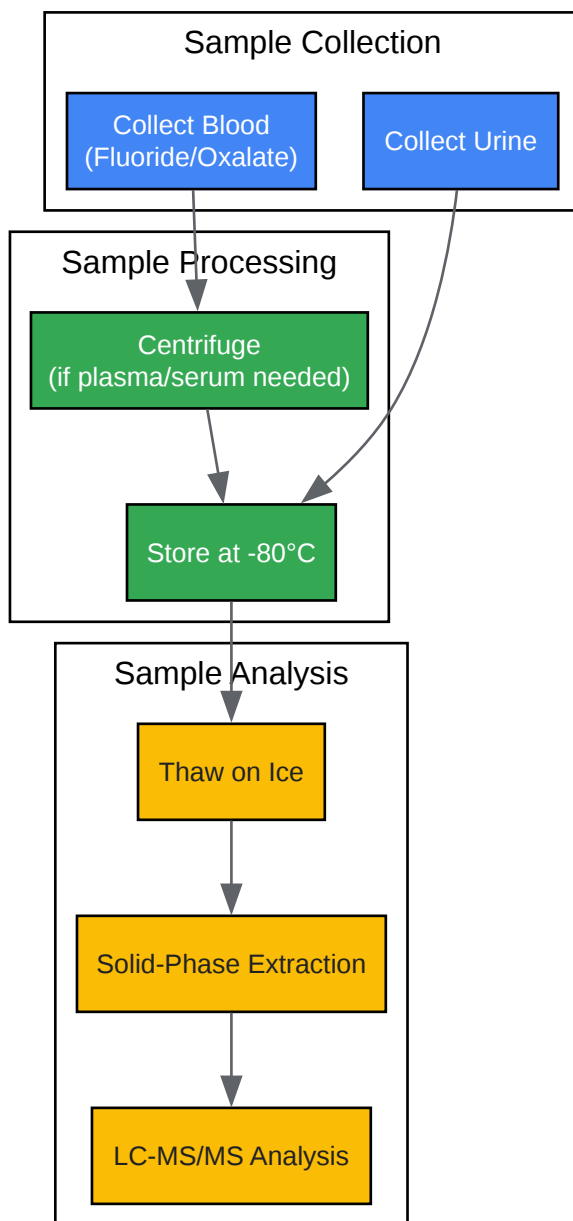 Sample Collection
Collect Blood
(Fluoride/Oxalate)
Collect Urine
Sample Processing
Centrifuge
(if plasma/serum needed)
Store at -80°C
Sample Analysis
Thaw on Ice
Solid-Phase Extraction
LC-MS/MS Analysis